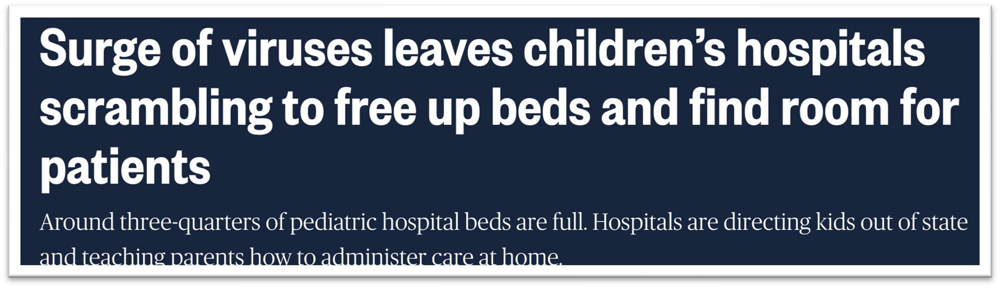 Surge of viruses leaves children’s hospitals
scrambling to free up beds and find room for
patients
Around three-quarters of pediatric hospital beds are full. Hospitals are directing kids out of state
and teaching parents how to administer care at home.